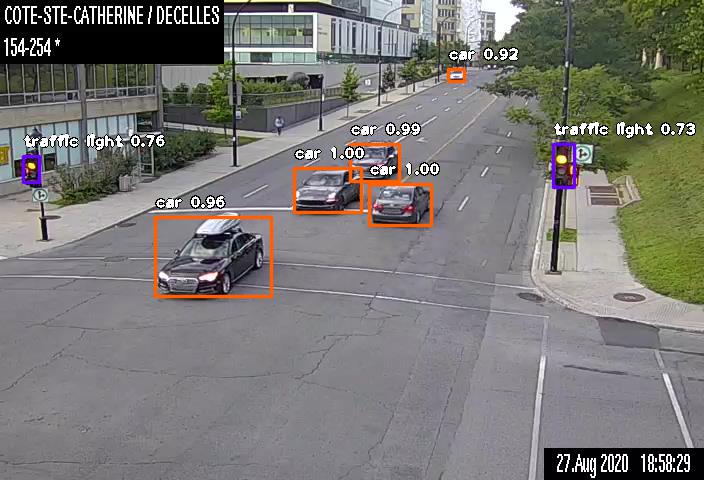 COTE-STE-CATHERINE / DECELLES
154-254 *
car 0.92
traffic light 0.76
car 0.99
traffic light 0.73
car 1.00
car 1.00
car 0.96
27.Aug 2020 18:58:29